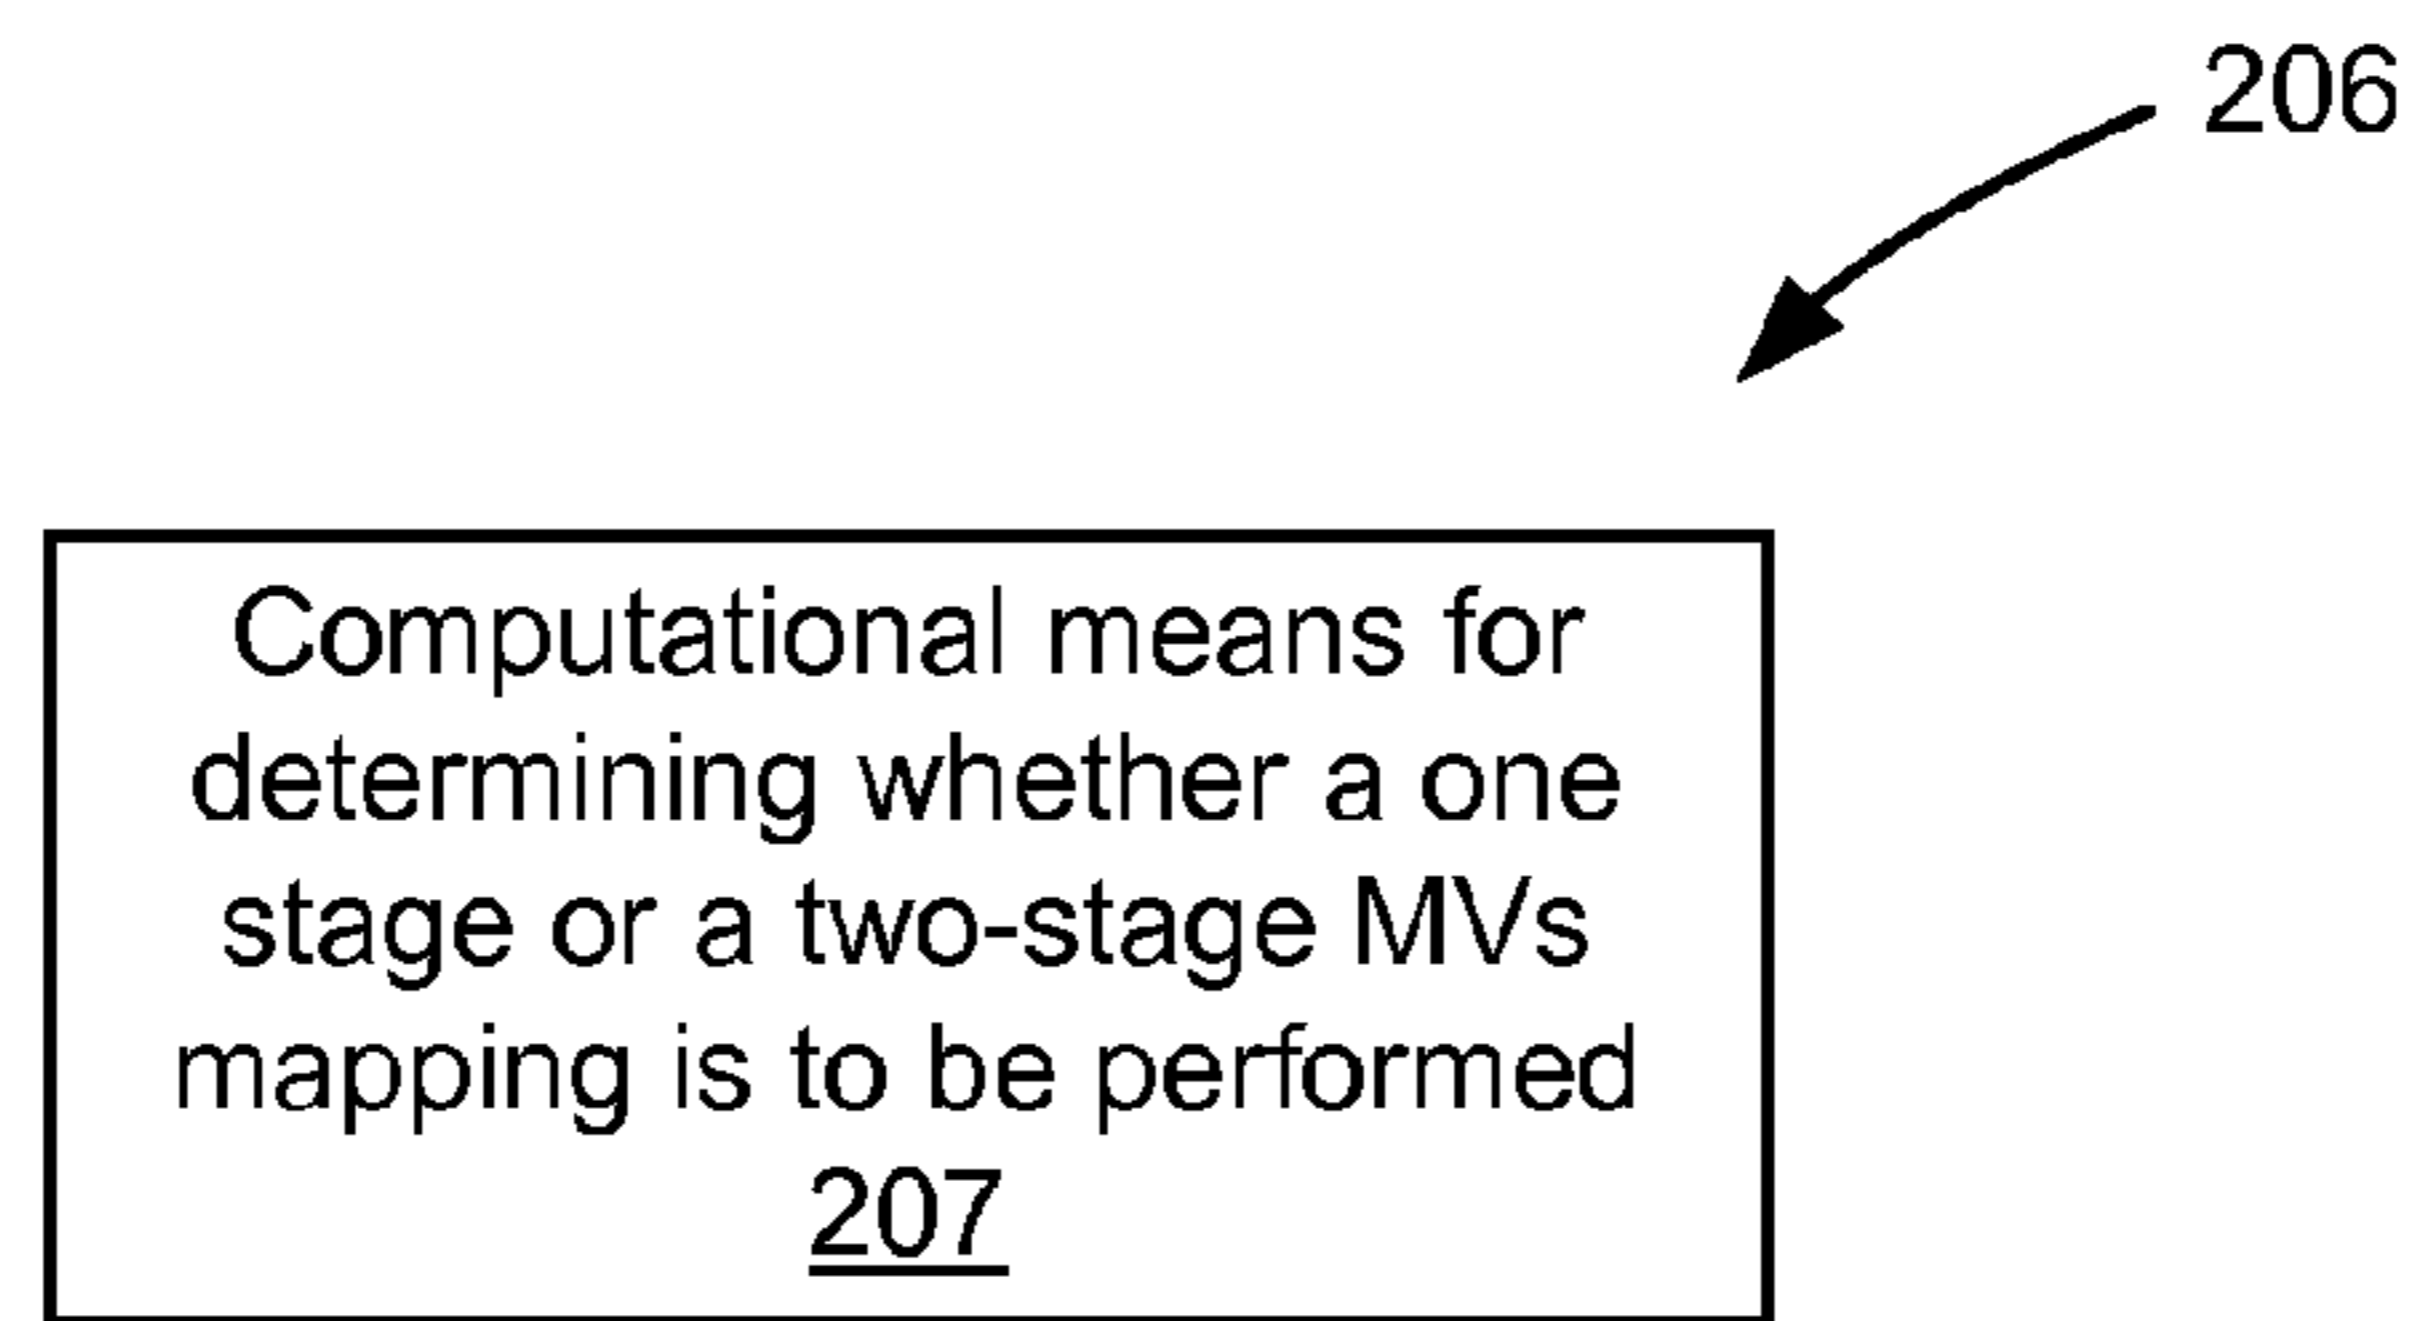 206
Computational means for
determining whether a one
stage or a two-stage MVs
mapping is to be performed
207